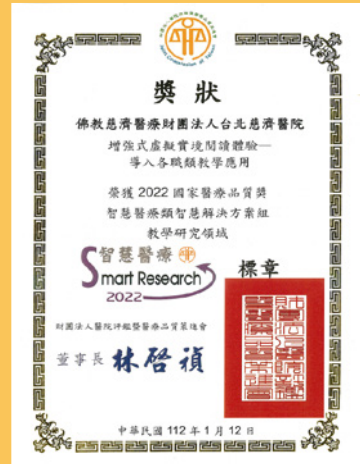 獎狀
佛教慈濟醫療財團法人台北慈濟醫院
增強式虛擬實境閱讀體驗—
導入各職類教學應用
榮獲 2022 國家醫療品質獎
智慧醫療類智慧解決方案組
教學研究領域
智慧醫療
Smart Research
2022
標章
財團法人醫院評鑑暨醫療品質策進會
董事長 林啓禎
中華民國 112 年 1 月 12 日